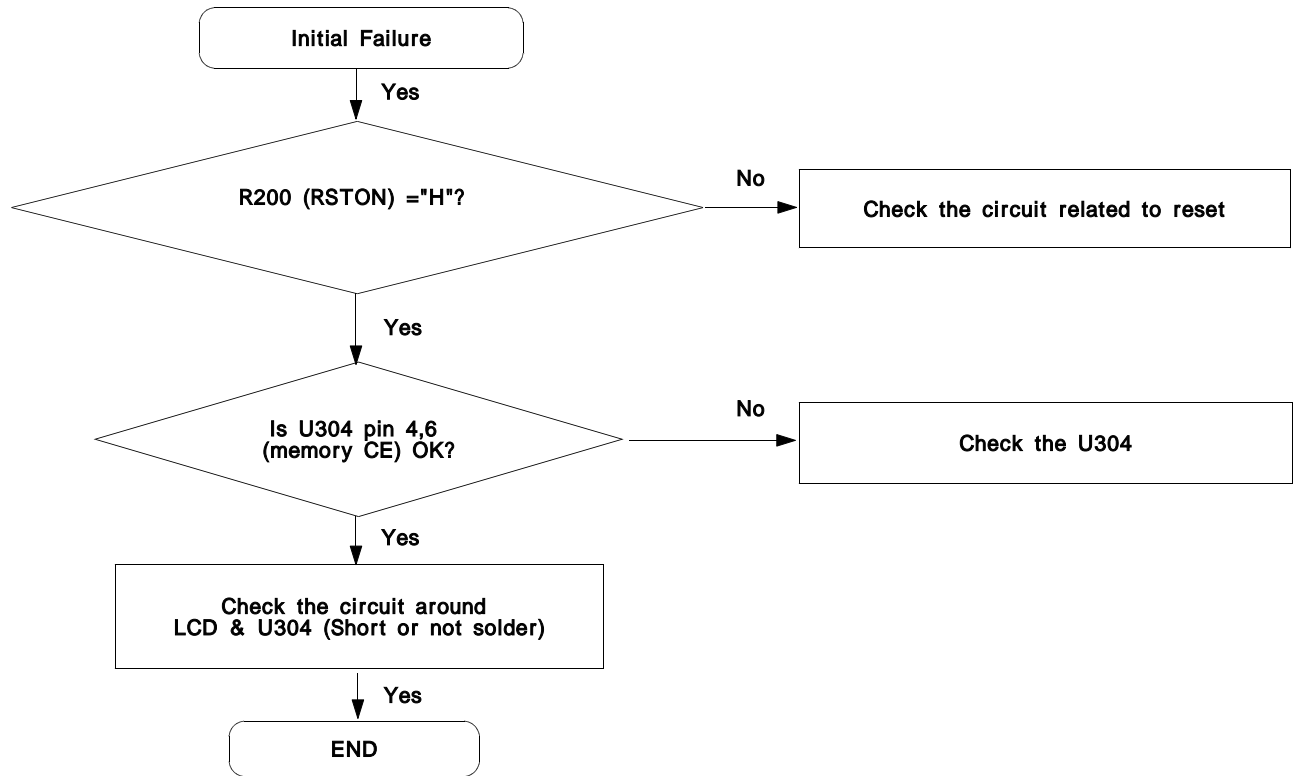 Initial Failure
Yes
R200 (RSTON) ="H"?
No
Check the circuit related to reset
Yes
Is U304 pin 4,6
(memory CE) OK?
No
Check the U304
Yes
Check the circuit around
LCD & U304 (Short or not solder)
Yes
END